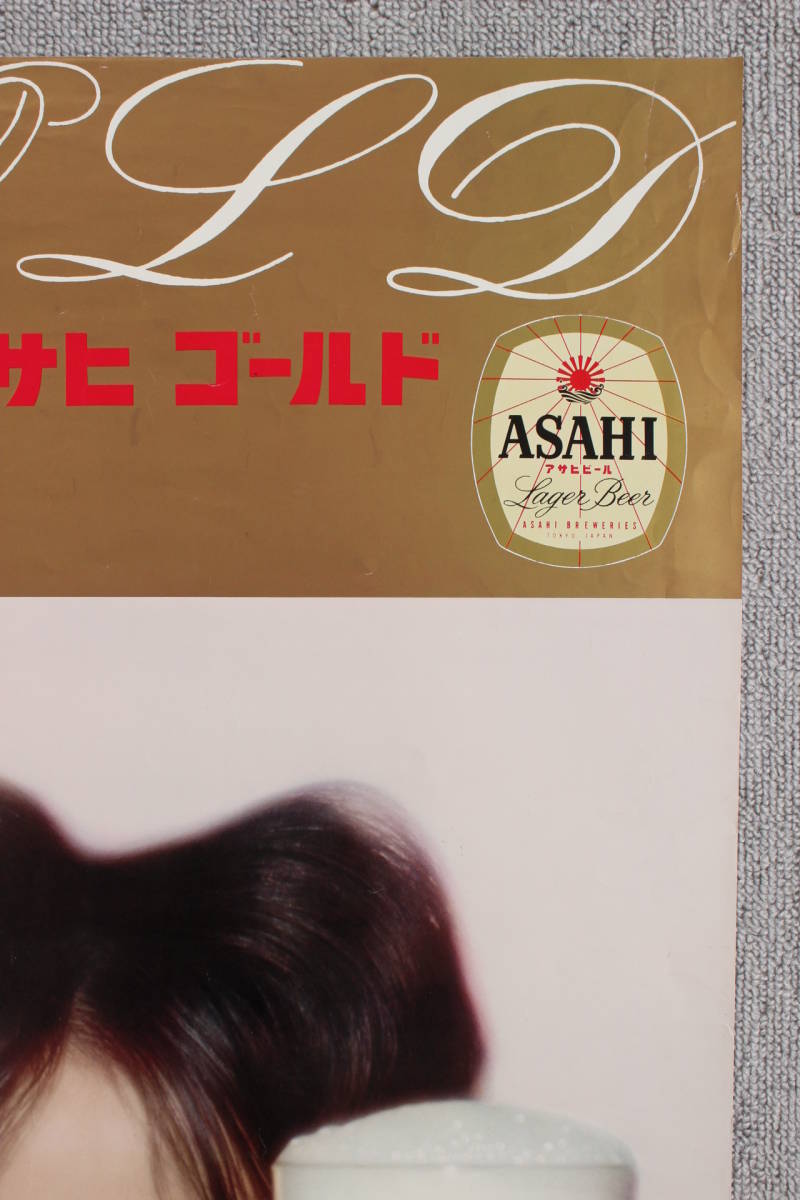 OLD
サヒ ゴールド
ASAHI
アサヒビール
Lager Beer
ASAHI BREWERIES
TOKYO, JAPAN